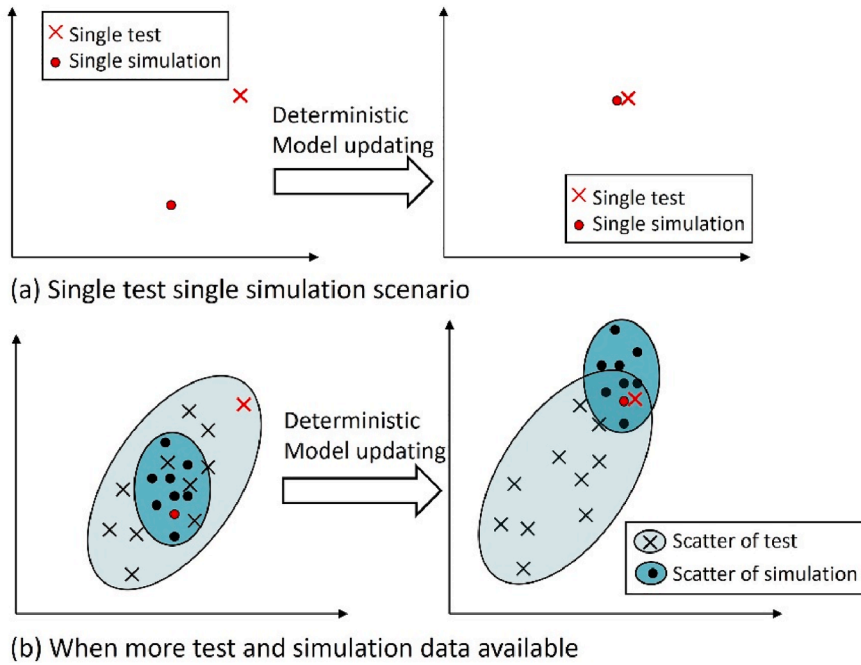 Single test
Single simulation
Deterministic
Model updating
Single test
Single simulation
(a) Single test single simulation scenario
Deterministic
Model updating
Scatter of test
Scatter of simulation
(b) When more test and simulation data available